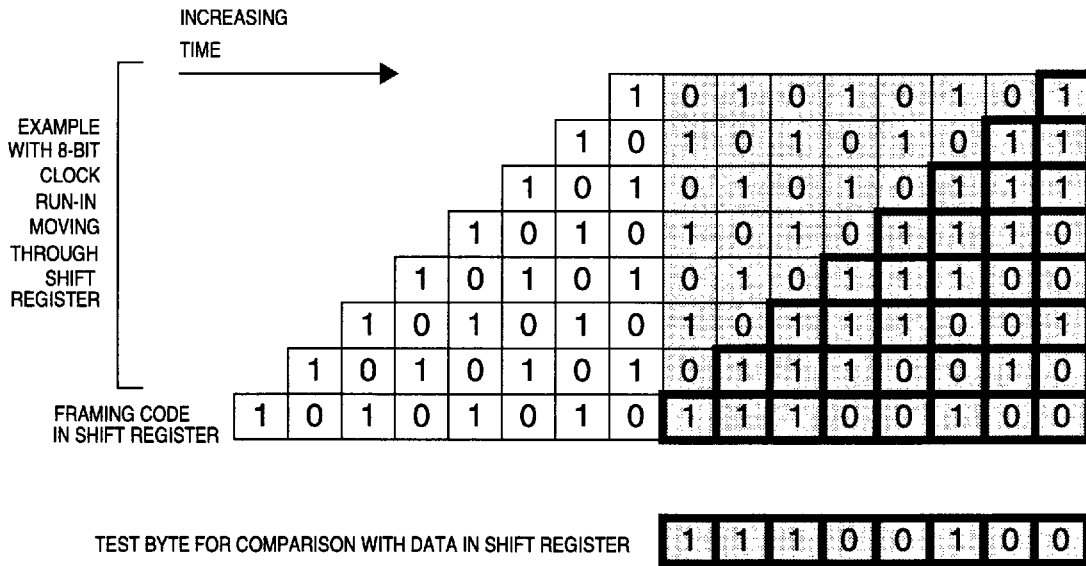 INCREASING
TIME
EXAMPLE
WITH 8-BIT
CLOCK
RUN-IN
MOVING
THROUGH
SHIFT
REGISTER
1 0 1 0 1 0 1 0 1
1 0 1 0 1 0 1 0 1 1
1 0 1 0 1 0 1 0 1 1 1
1 0 1 0 1 0 1 0 1 1 1 0
1 0 1 0 1 0 1 0 1 1 1 0 0
1 0 1 0 1 0 1 0 1 1 1 0 0 1
1 0 1 0 1 0 1 0 1 1 1 0 0 1 0
FRAMING CODE
IN SHIFT REGISTER
1 0 1 0 1 0 1 0 1 1 1 0 0 1 0 0
TEST BYTE FOR COMPARISON WITH DATA IN SHIFT REGISTER 1 1 1 0 0 1 0 0